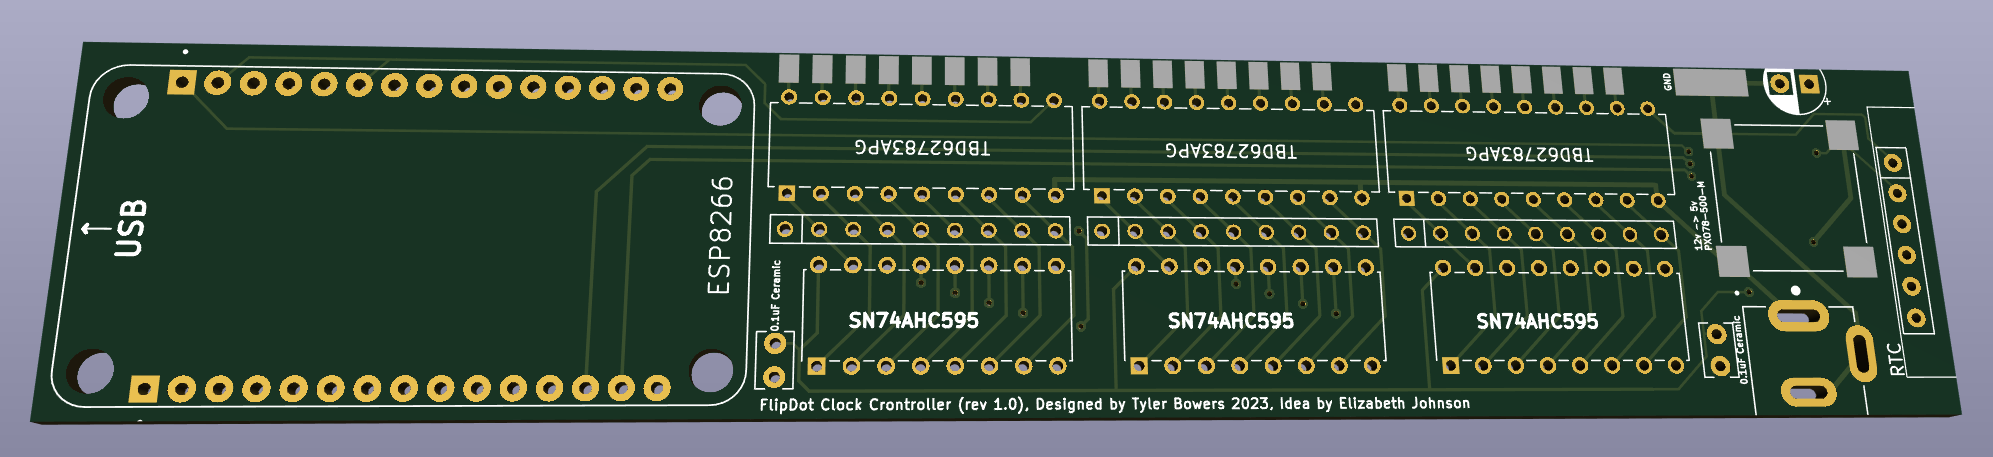 USB
ESP8266
TBD62783APG
TBD62783APG
TBD62783APG
GND
+
12v -> 5v
PXO78-500-M
0.1uF Ceramic
SN74AHC595
SN74AHC595
SN74AHC595
0.1uF Ceramic
RTC
FlipDot Clock Crontroller (rev 1.0), Designed by Tyler Bowers 2023, Idea by Elizabeth Johnson